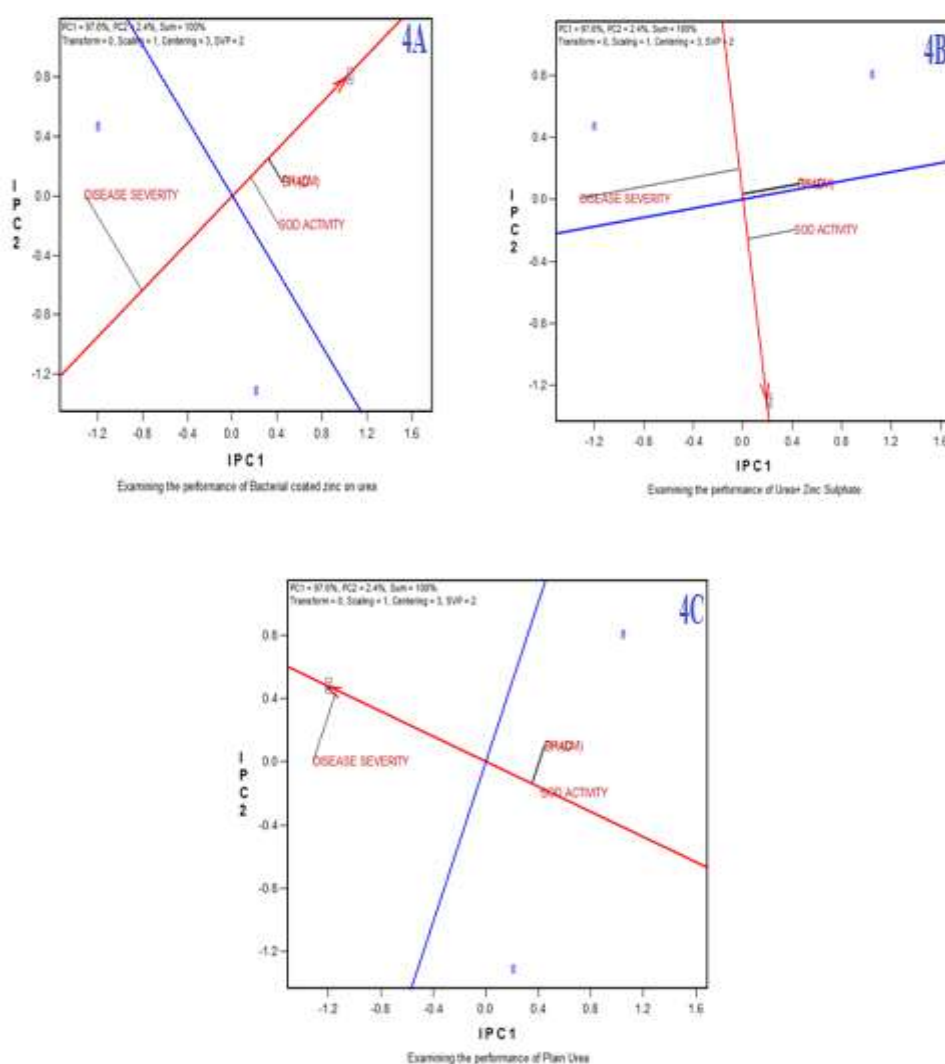 PC1 = 97.6%, PC2 = 2.4%, Sum = 100%
Transform = 0, Scaling = 1, Centering = 3, SVP = 2
4A
0.8
0.4
0.0
-0.4
-0.8
-1.2
IPC2
DISEASE SEVERITY
SOD ACTIVITY
-1.2 -0.8 -0.4 0.0 0.4 0.8 1.2 1.6
IPC1
Examining the performance of Bacterial coated zinc on urea
PC1 = 97.6%, PC2 = 2.4%, Sum = 100%
Transform = 0, Scaling = 1, Centering = 3, SVP = 2
4B
0.8
0.4
0.0
-0.4
-0.8
-1.2
IPC2
DISEASE SEVERITY
SOD ACTIVITY
-1.2 -0.8 -0.4 0.0 0.4 0.8 1.2 1.6
IPC1
Examining the performance of Urea+ Zinc Sulphate
PC1 = 97.6%, PC2 = 2.4%, Sum = 100%
Transform = 0, Scaling = 1, Centering = 3, SVP = 2
4C
0.8
0.4
0.0
-0.4
-0.8
-1.2
IPC2
DISEASE SEVERITY
SOD ACTIVITY
-1.2 -0.8 -0.4 0.0 0.4 0.8 1.2 1.6
IPC1
Examining the performance of Plain Urea